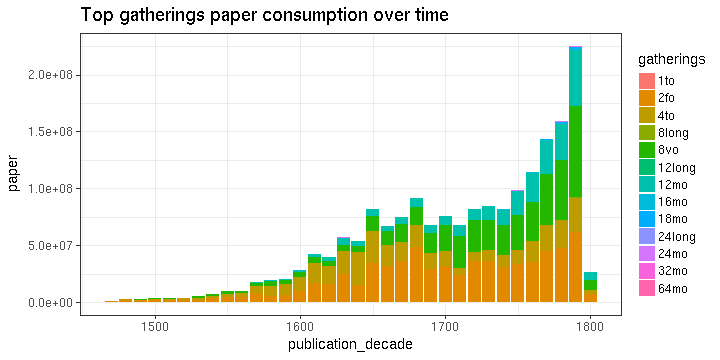 Top gatherings paper consumption over time
paper
2.0e+08
1.5e+08
1.0e+08
5.0e+07
0.0e+00
1500
1600
1700
1800
publication_decade
gatherings
1to
2fo
4to
8long
8vo
12long
12mo
16mo
18mo
24long
24mo
32mo
64mo